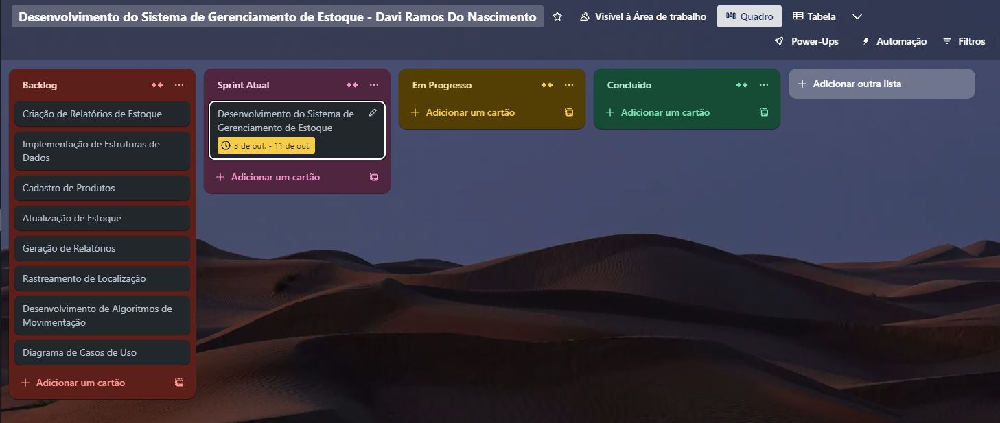 Desenvolvimento do Sistema de Gerenciamento de Estoque - Davi Ramos Do Nascimento
Visível à Área de trabalho
Quadro
Tabela
Power-Ups
Automação
Filtros
Backlog
Criação de Relatórios de Estoque
Implementação de Estruturas de
Dados
Cadastro de Produtos
Atualização de Estoque
Geração de Relatórios
Rastreamento de Localização
Desenvolvimento de Algoritmos de
Movimentação
Diagrama de Casos de Uso
Adicionar um cartão
Sprint Atual
Desenvolvimento do Sistema de
Gerenciamento de Estoque
3 de out. - 11 de out.
Adicionar um cartão
Em Progresso
Adicionar um cartão
Concluído
Adicionar um cartão
Adicionar outra lista